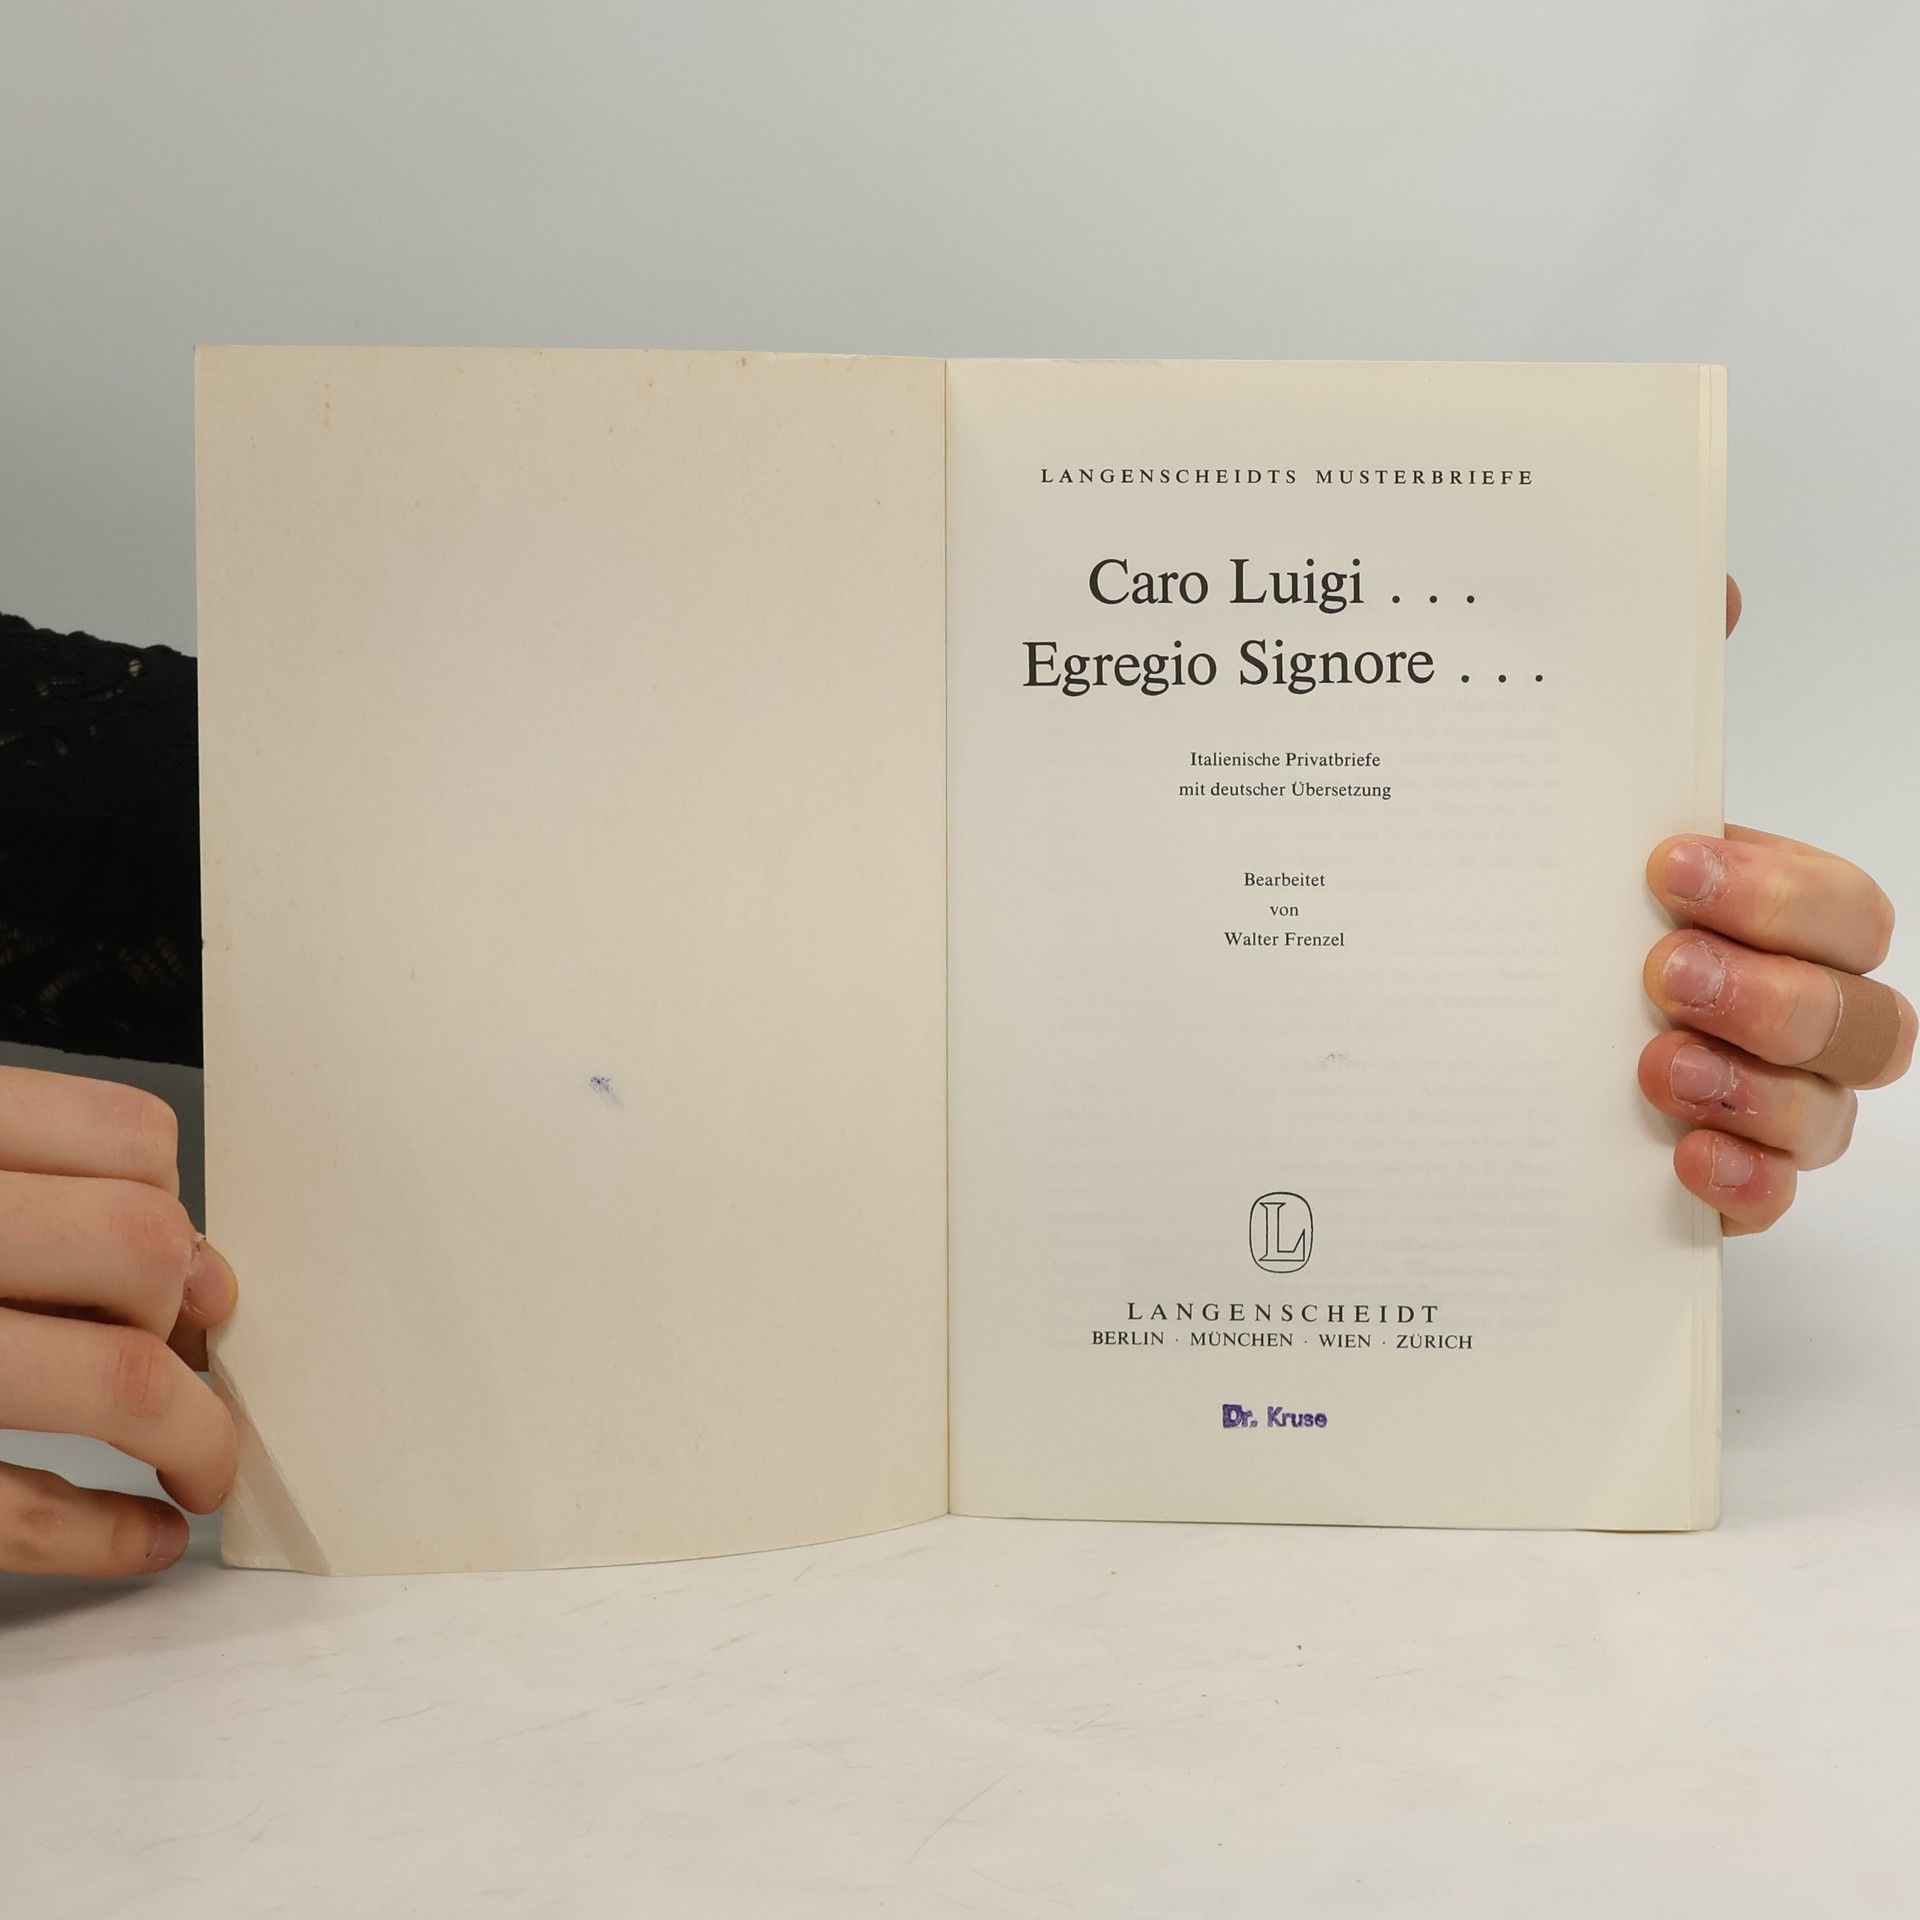 LANGENSCHEIDTS MUSTERBRIEFE
Caro Luigi . . .
Egregio Signore . . .
Italienische Privatbriefe
mit deutscher Übersetzung
Bearbeitet
von
Walter Frenzel
L
LANGENSCHEIDT
BERLIN · MÜNCHEN · WIEN · ZÜRICH
Dr. Kruse